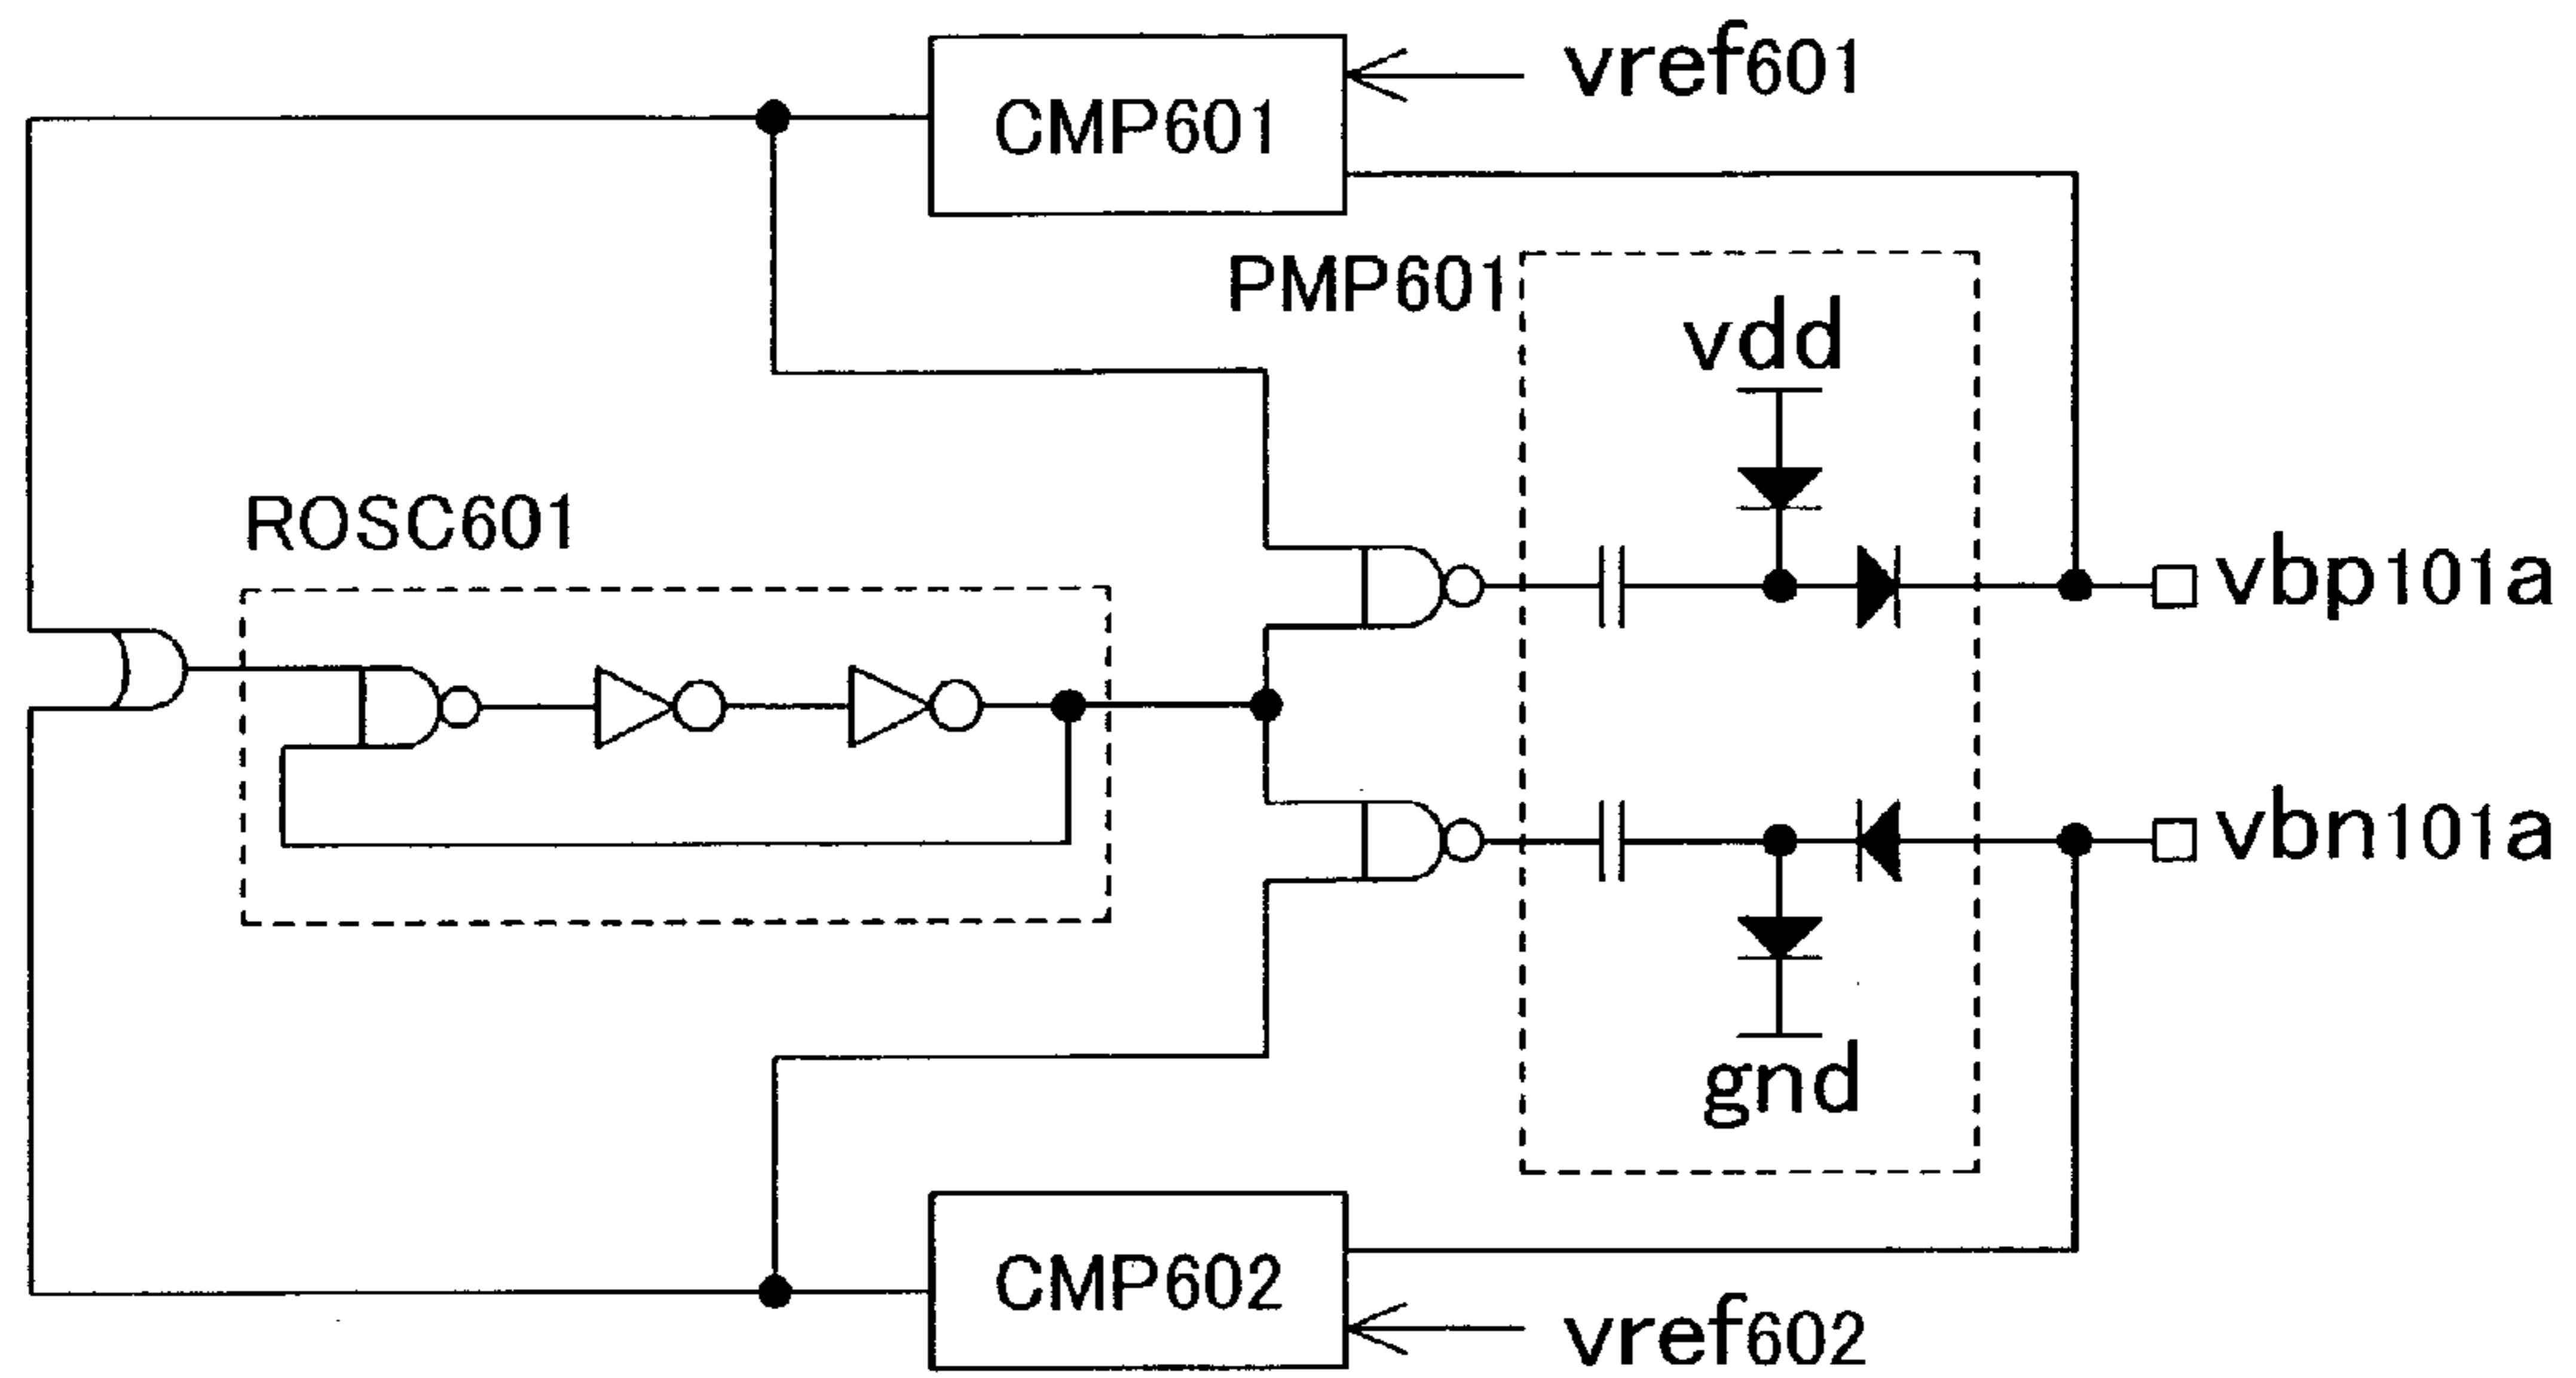 vref601
CMP601
PMP601
vdd
ROSC601
vbp101a
vbn101a
gnd
CMP602
vref602